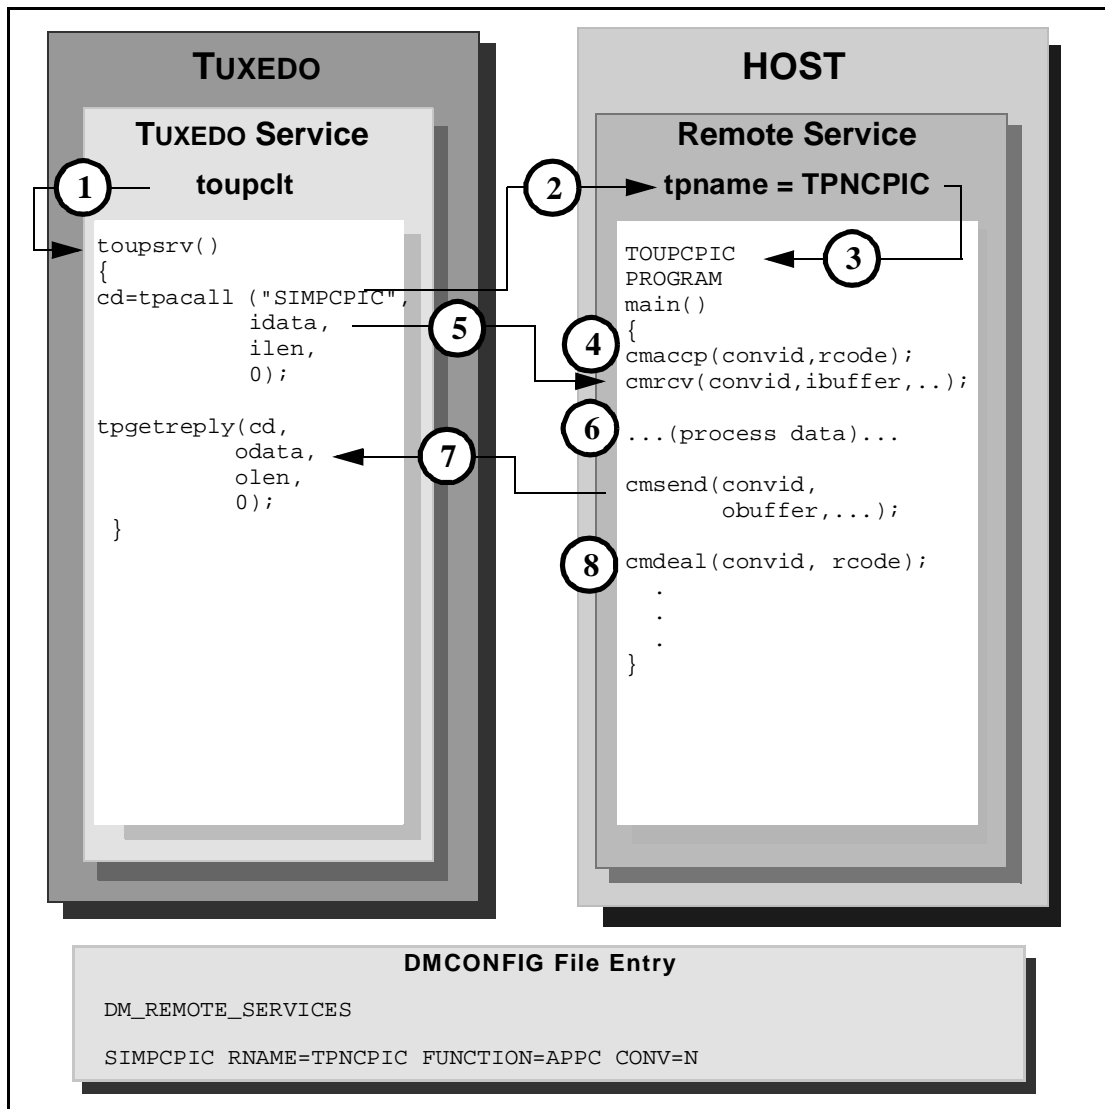 TUXEDO
TUXEDO Service
1
toupclt
toupsrv()
{
cd=tpacall ("SIMPCPIC",
idata,
ilen,
0);
tpgetreply(cd,
odata,
olen,
0);
}
2
5
7
HOST
Remote Service
tpname = TPNCPIC
3
TOUPCPIC
PROGRAM
main()
{
4
cmaccp(convid,rcode);
cmrcv(convid,ibuffer,..);
6
...(process data)...
cmsend(convid,
obuffer,...);
8
cmdeal(convid, rcode);
.
.
.
}
DMCONFIG File Entry
DM_REMOTE_SERVICES
SIMPCPIC RNAME=TPNCPIC FUNCTION=APPC CONV=N